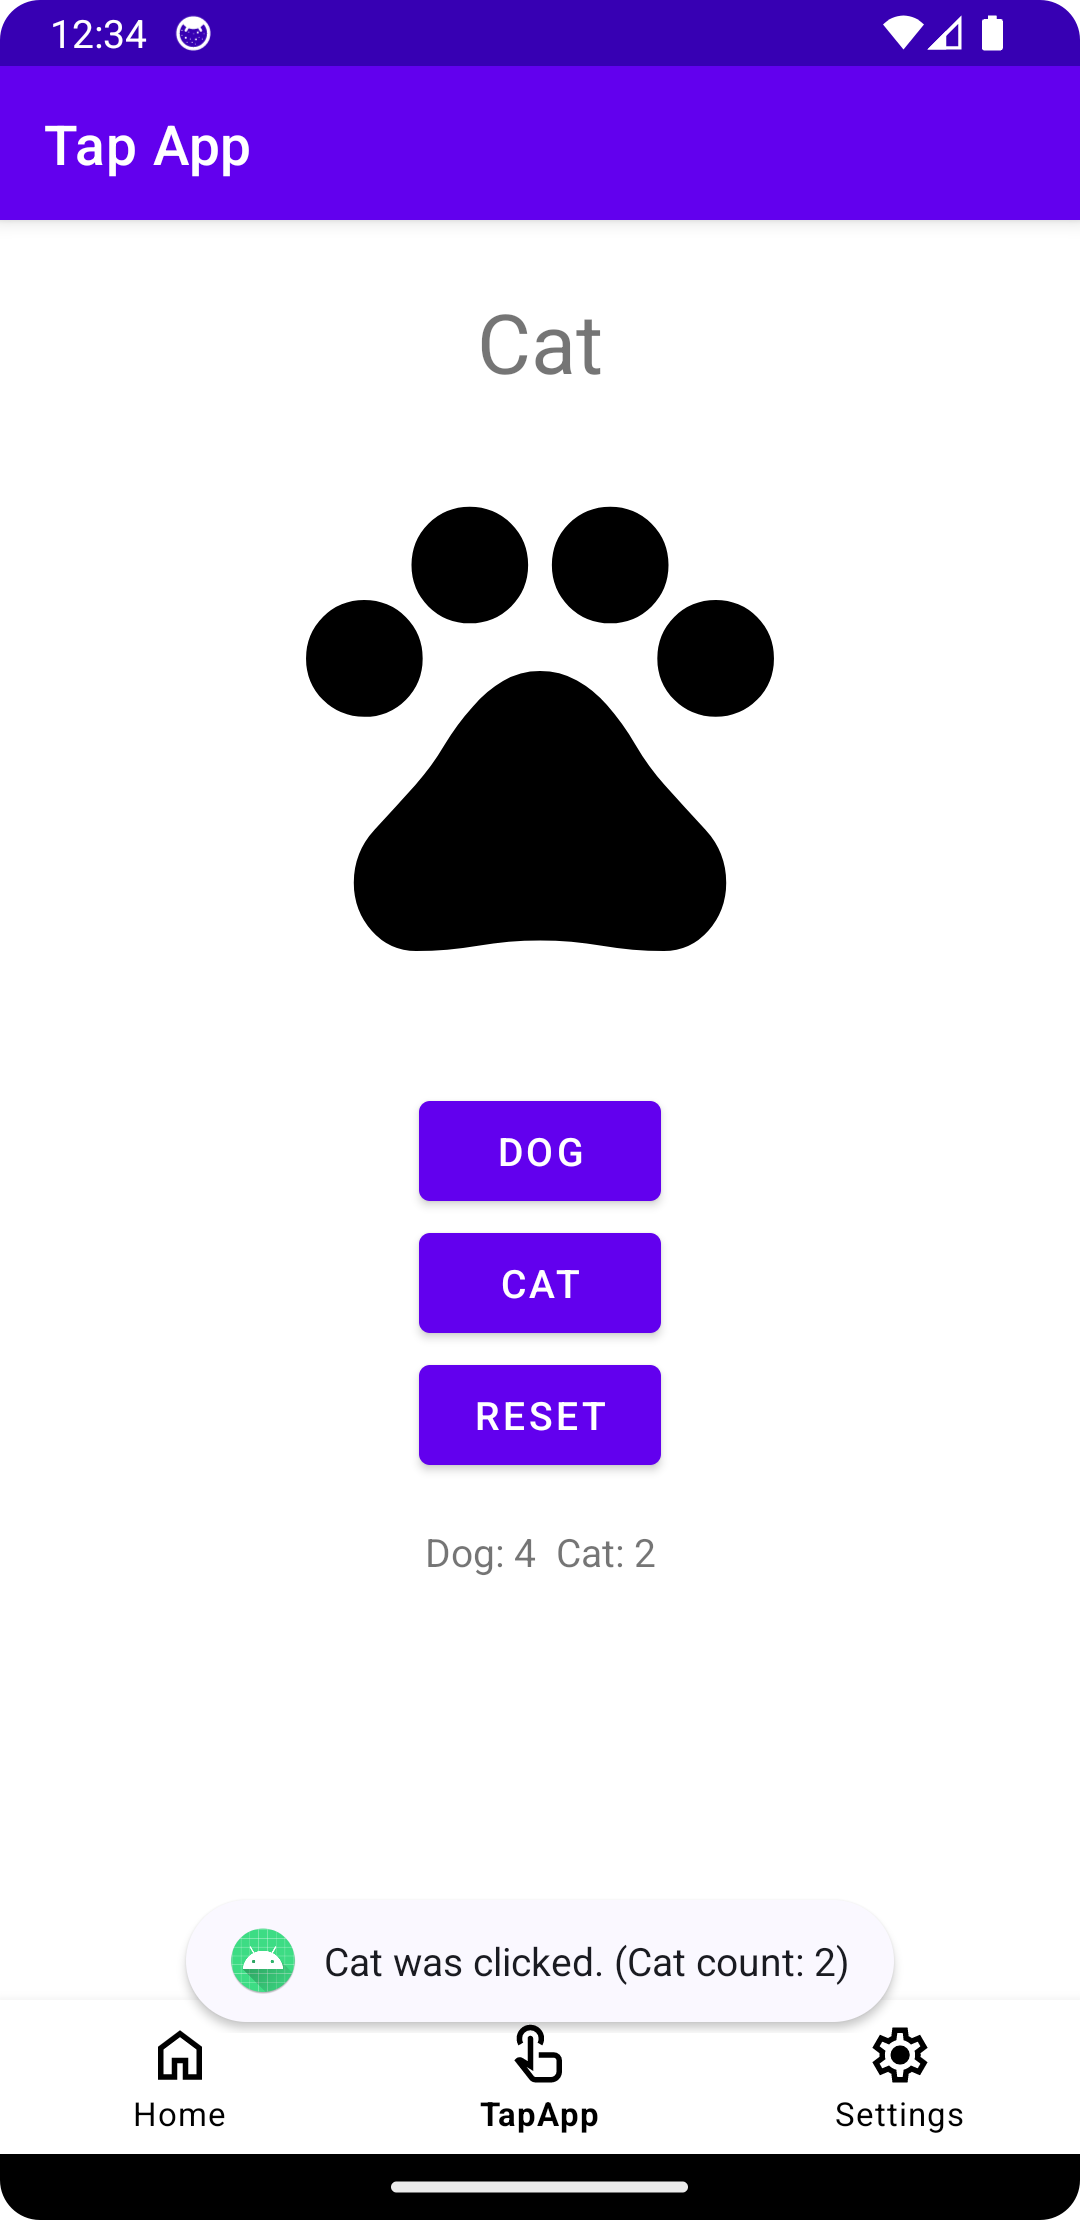 12:34
Tap App
Cat
DOG
CAT
RESET
Dog: 4  Cat: 2
Cat was clicked. (Cat count: 2)
Home TapApp Settings